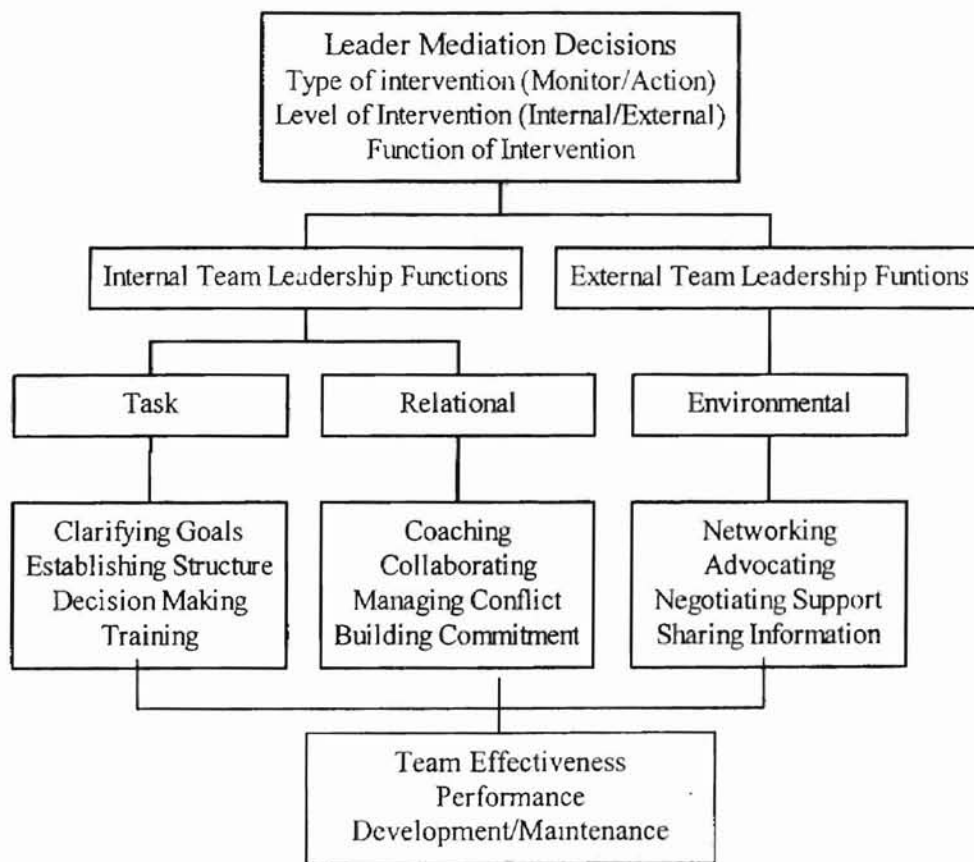 Leader Mediation Decisions
Type of intervention (Monitor/Action)
Level of Intervention (Internal/External)
Function of Intervention
Internal Team Leadership Functions
External Team Leadership Funtions
Task
Relational
Environmental
Clarifying Goals
Establishing Structure
Decision Making
Training
Coaching
Collaborating
Managing Conflict
Building Commitment
Networking
Advocating
Negotiating Support
Sharing Information
Team Effectiveness
Performance
Development/Maintenance